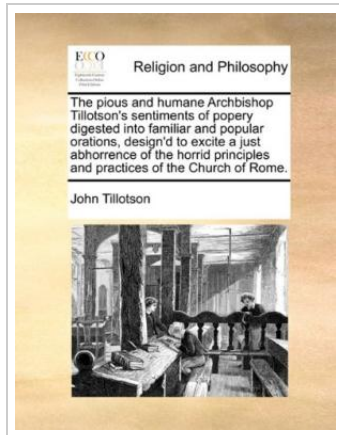 ECCO
Religion and Philosophy
The pious and humane Archbishop
Tillotson's sentiments of popery
digested into familiar and popular
orations, design'd to excite a just
abhorrence of the horrid principles
and practices of the Church of Rome.
John Tillotson